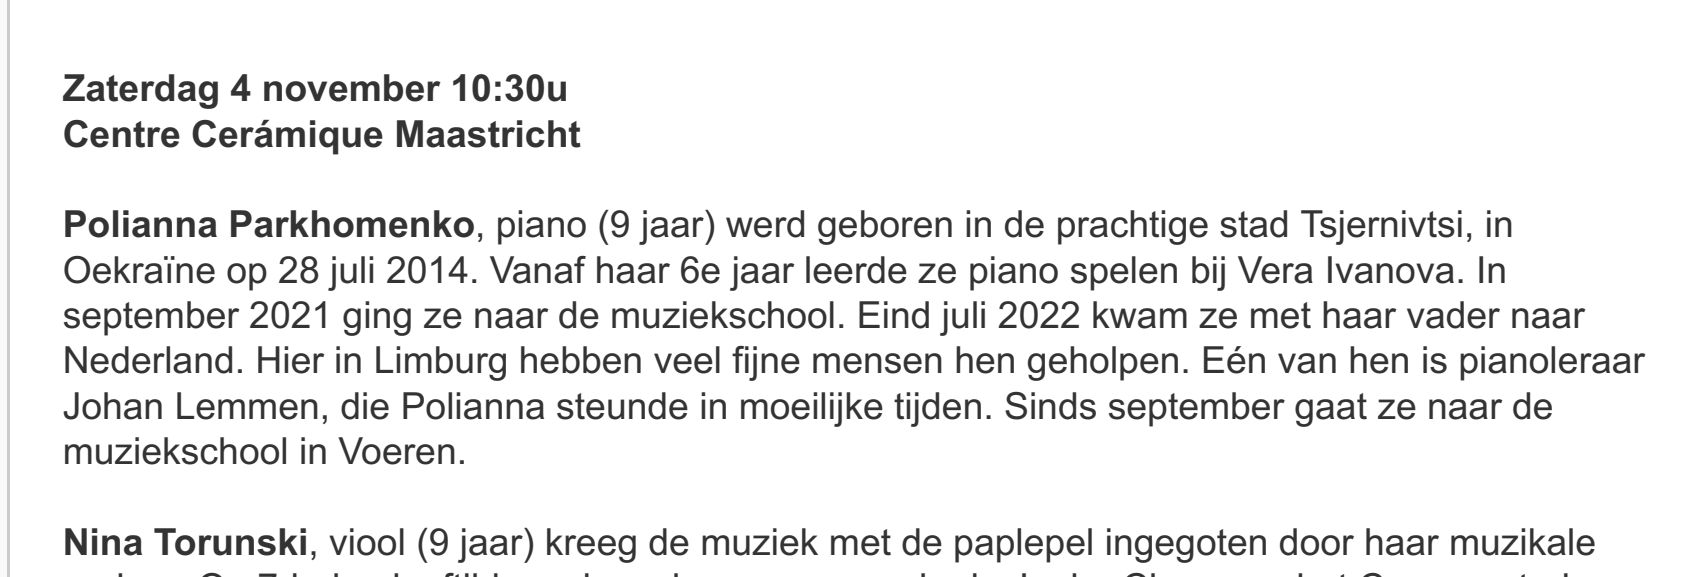 Zaterdag 4 november 10:30u
Centre Cerámique Maastricht
Polianna Parkhomenko, piano (9 jaar) werd geboren in de prachtige stad Tsjernivtsi, in
Oekraïne op 28 juli 2014. Vanaf haar 6e jaar leerde ze piano spelen bij Vera Ivanova. In
september 2021 ging ze naar de muziekschool. Eind juli 2022 kwam ze met haar vader naar
Nederland. Hier in Limburg hebben veel fijne mensen hen geholpen. Eén van hen is pianoleraar
Johan Lemmen, die Polianna steunde in moeilijke tijden. Sinds september gaat ze naar de
muziekschool in Voeren.
Nina Torunski, viool (9 jaar) kreeg de muziek met de paplepel ingegoten door haar muzikale